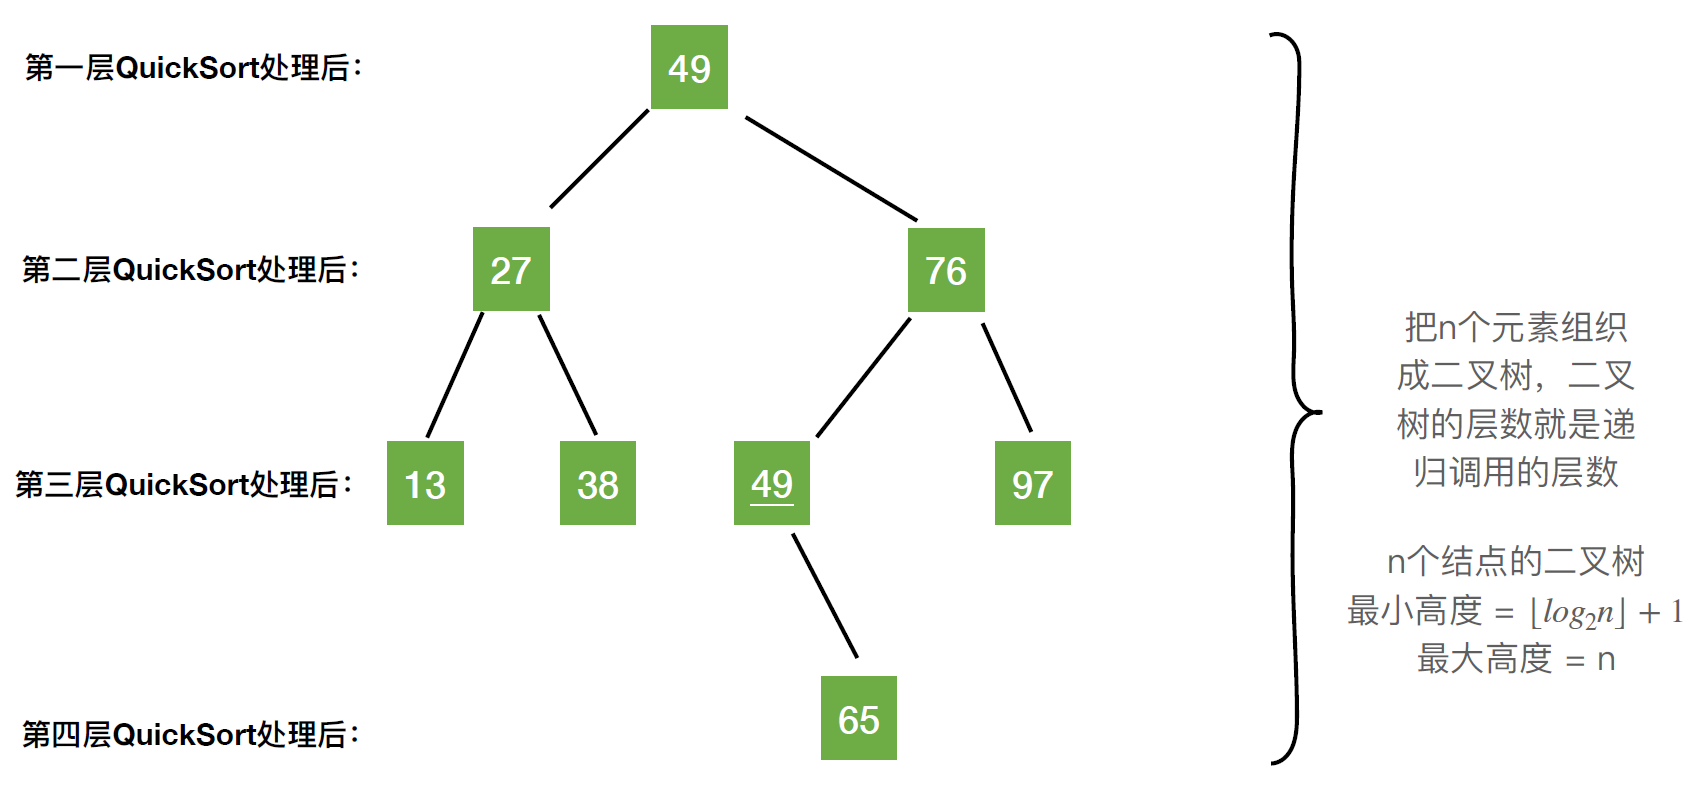 第一层QuickSort处理后：
49
第二层QuickSort处理后：
27
76
第三层QuickSort处理后：
13
38
49
97
第四层QuickSort处理后：
65
把n个元素组织
成二叉树，二叉
树的层数就是递
归调用的层数
n个结点的二叉树
最小高度 = ⌊log₂n⌋ + 1
最大高度 = n